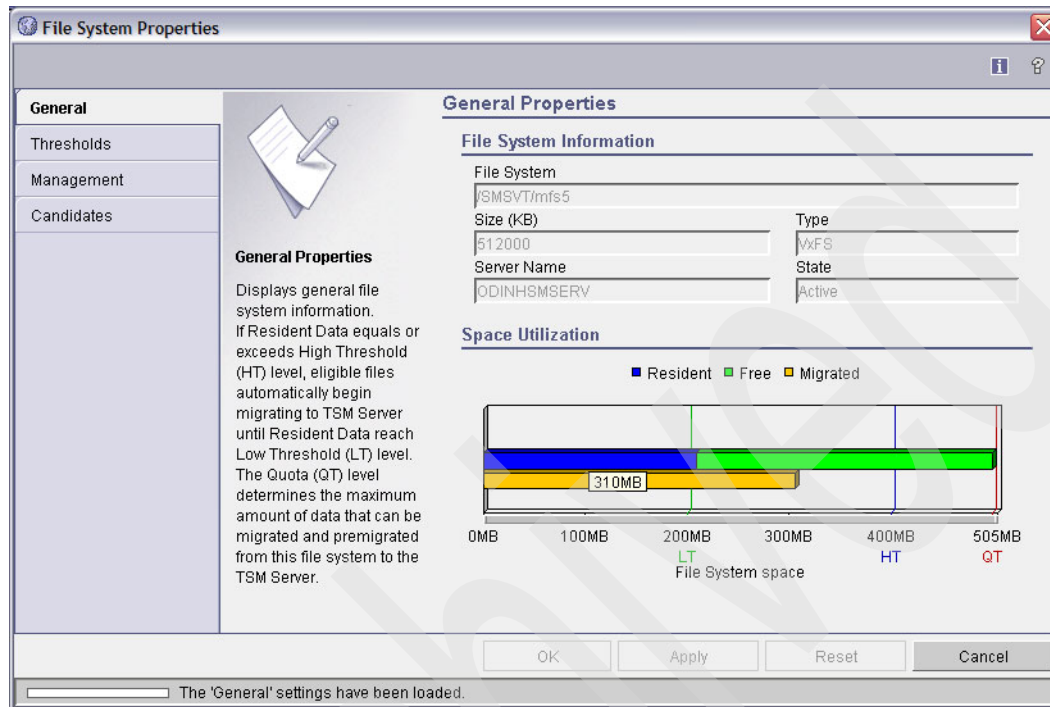 File System Properties
General
Thresholds
Management
Candidates
General Properties
Displays general file
system information.
If Resident Data equals or
exceeds High Threshold
(HT) level, eligible files
automatically begin
migrating to TSM Server
until Resident Data reach
Low Threshold (LT) level.
The Quota (QT) level
determines the maximum
amount of data that can be
migrated and premigrated
from this file system to the
TSM Server.
General Properties
File System Information
File System
/SMSVT/mfs5
Size (KB)
Type
512000
VxFS
Server Name
State
ODINHSMSERV
Active
Space Utilization
Resident Free Migrated
310MB
0MB 100MB 200MB 300MB 400MB 505MB
LT HT QT
File System space
OK Apply Reset Cancel
The 'General' settings have been loaded.